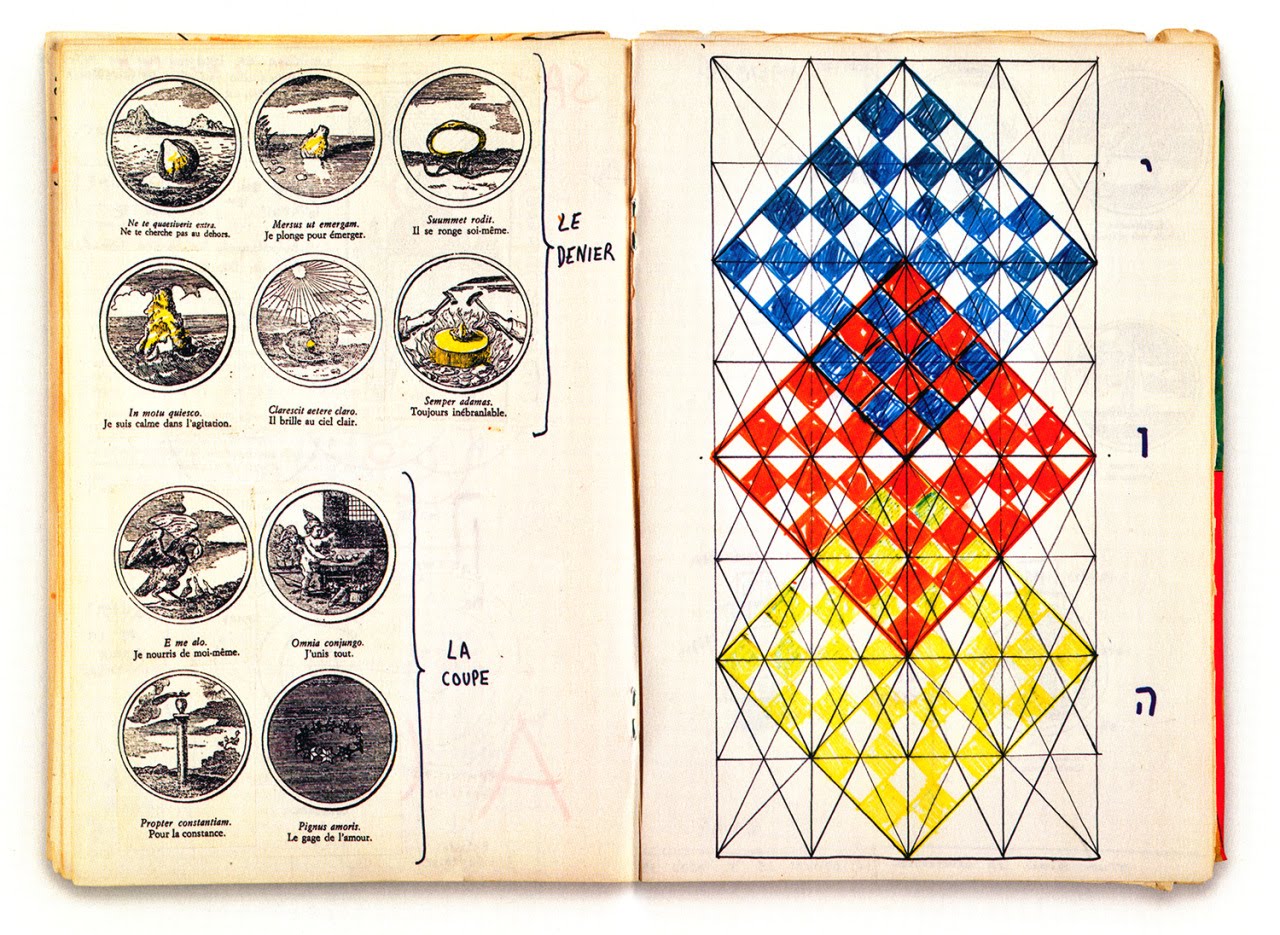 Ne te quaesiveris extra.
Ne te cherche pas au dehors.
Mersus ut emergam.
Je plonge pour émerger.
Suummet rodit.
Il se ronge soi-même.
LE
DENIER
In motu quiesco.
Je suis calme dans l'agitation.
Clarescit aetere claro.
Il brille au ciel clair.
Semper adamas.
Toujours inébranlable.
E me alo.
Je nourris de moi-même.
Omnia conjungo.
J'unis tout.
LA
COUPE
Propter constantiam.
Pour la constance.
Pignus amoris.
Le gage de l'amour.
י
ו
ה